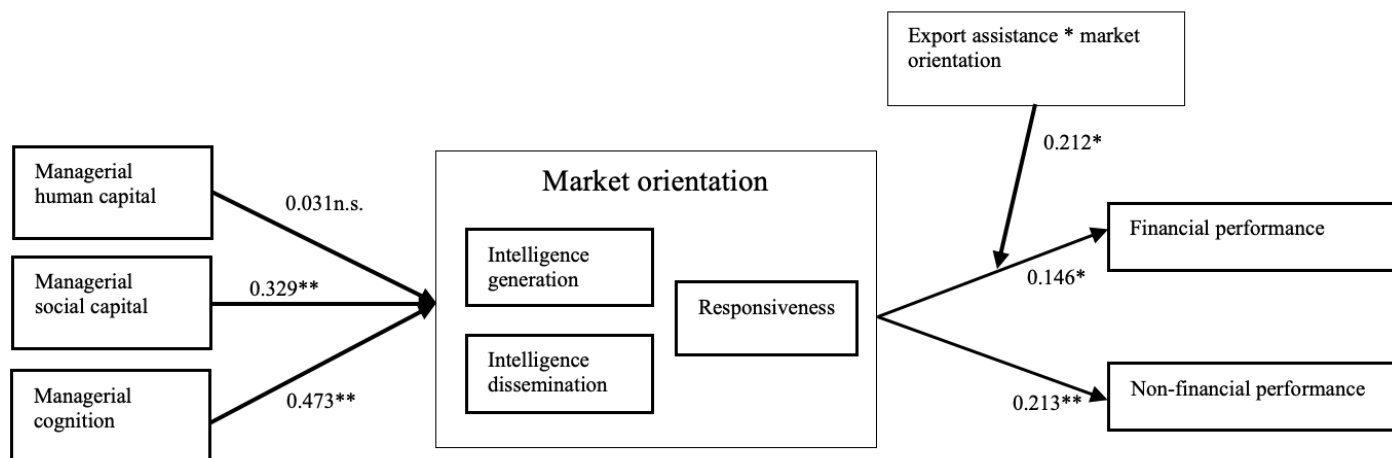 Export assistance * market
orientation
0.212*
Managerial
human capital
0.031n.s.
Managerial
social capital
0.329**
Managerial
cognition
0.473**
Market orientation
Intelligence
generation
Intelligence
dissemination
Responsiveness
Financial performance
0.146*
Non-financial performance
0.213**